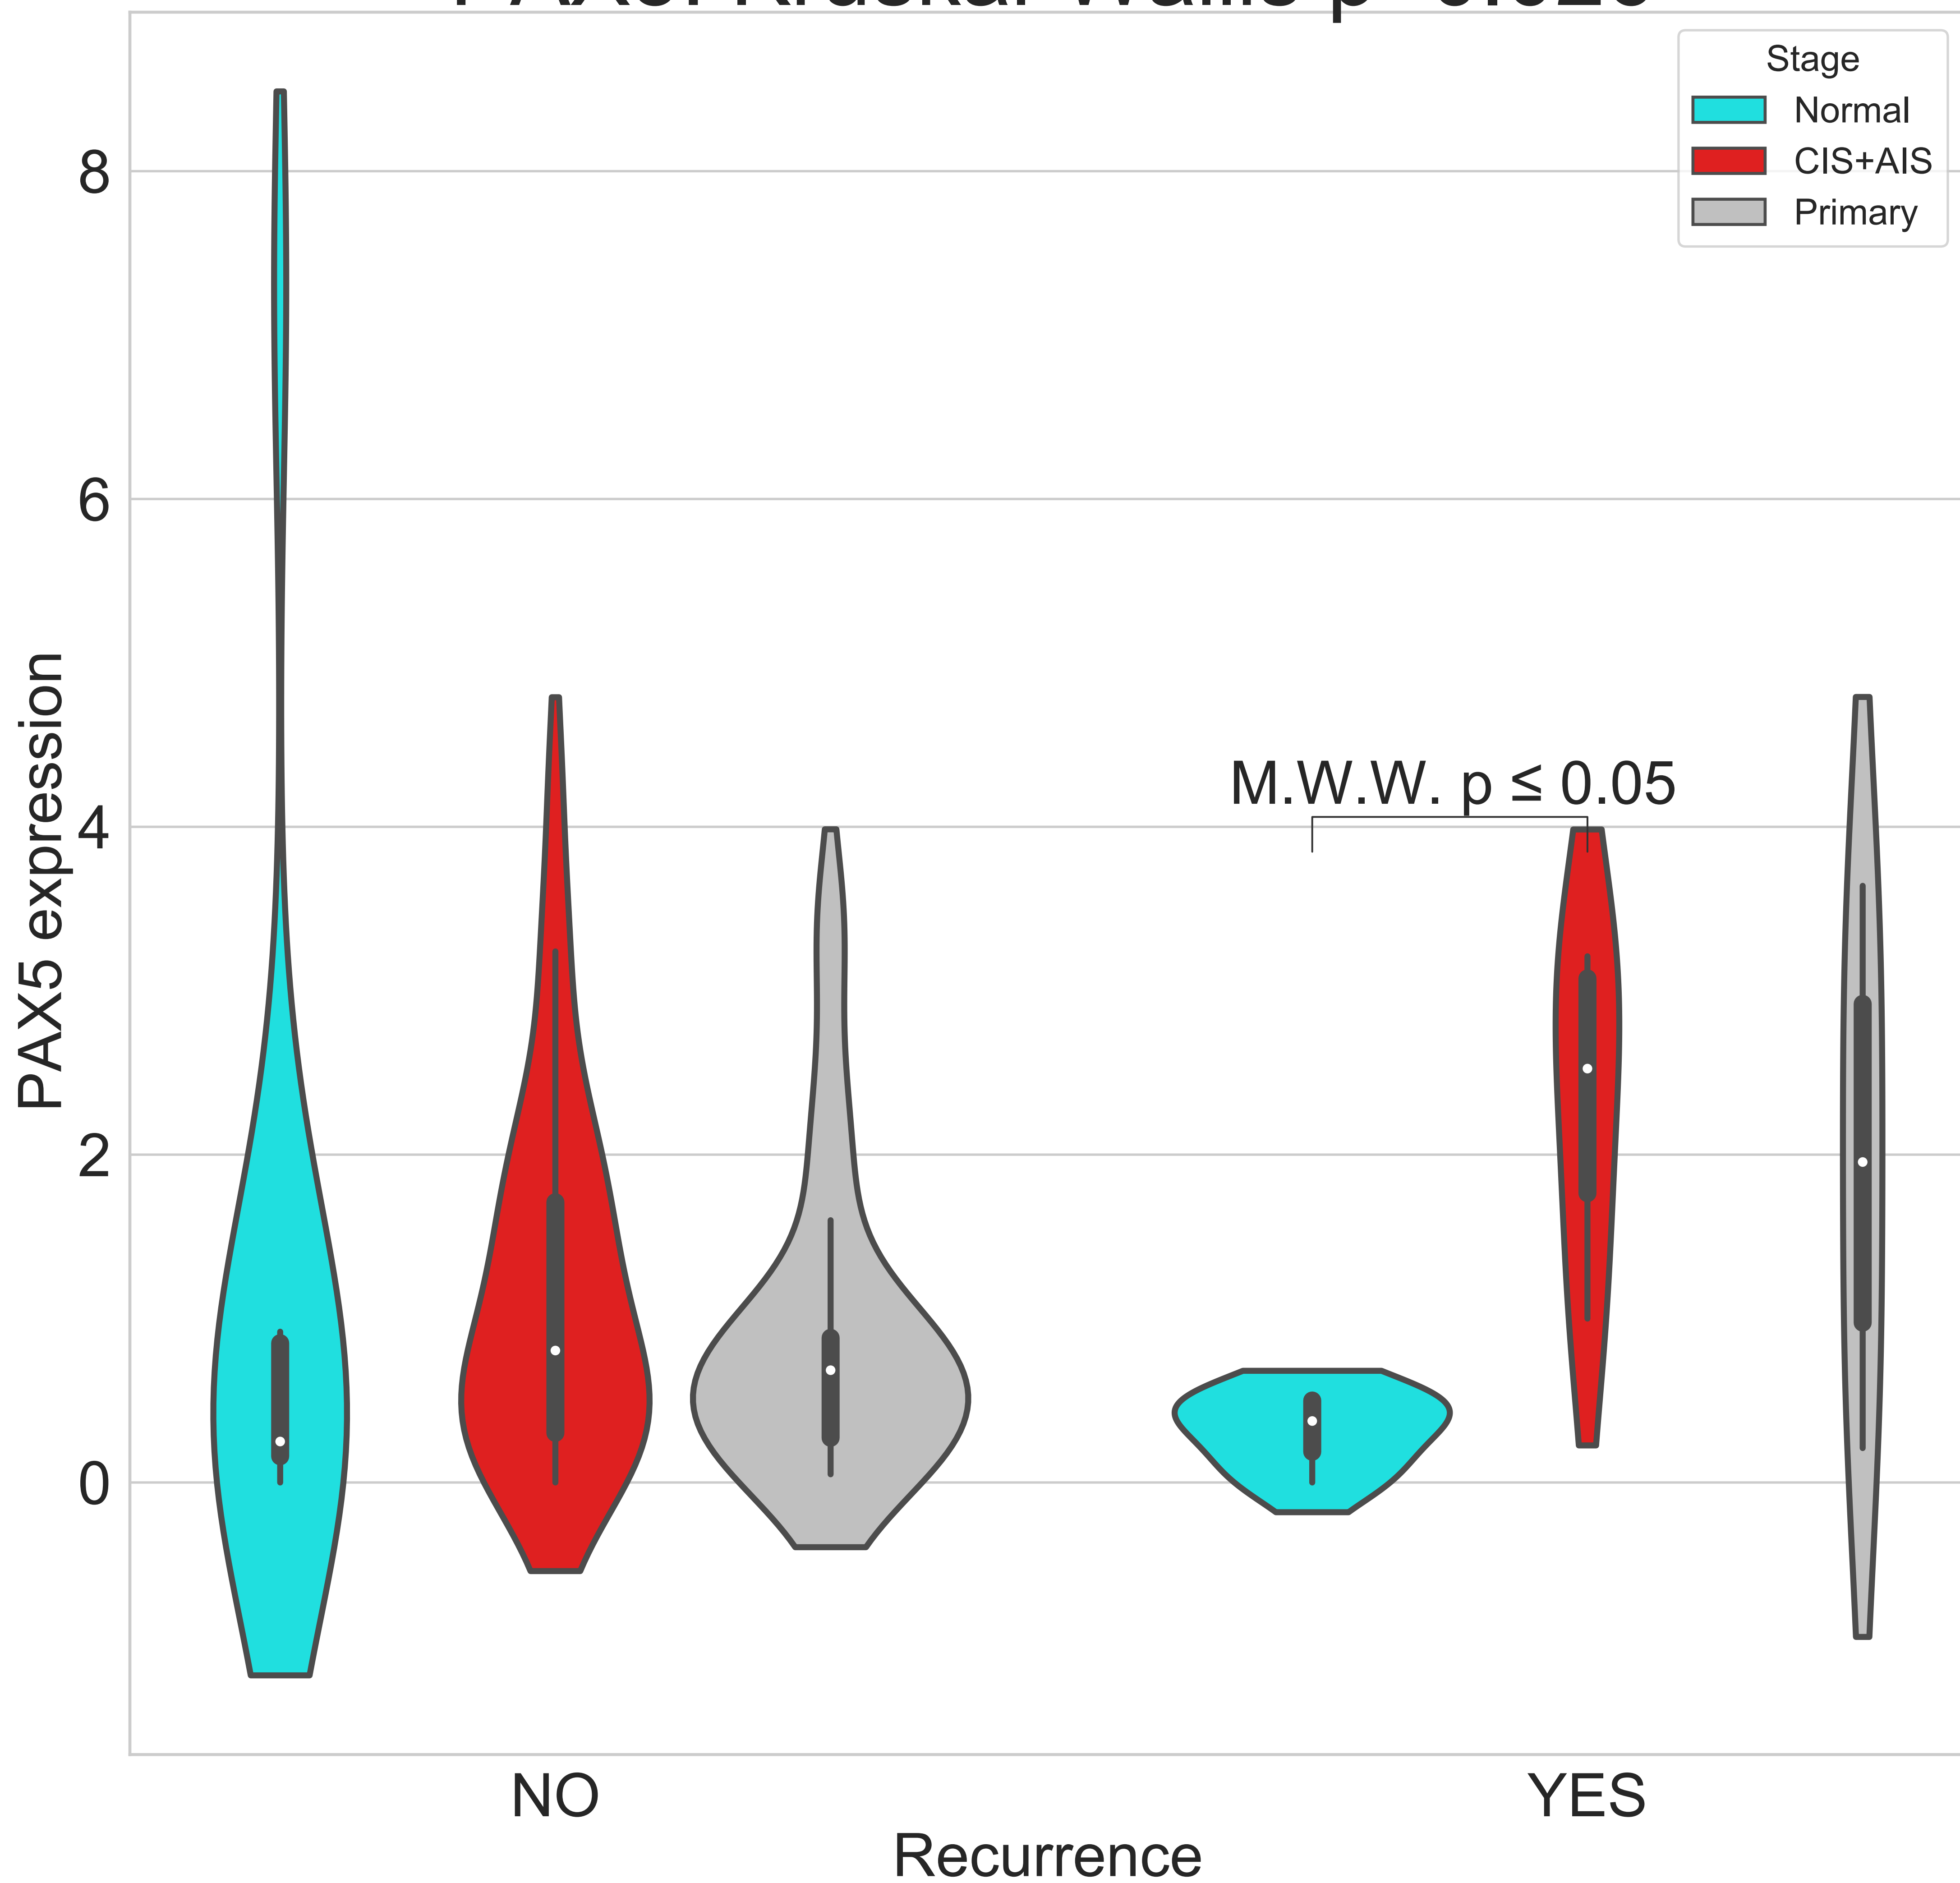 Stage
Normal
CIS+AIS
Primary
8
6
4
2
0
PAX5 expression
M.W.W. p ≤ 0.05
NO
YES
Recurrence